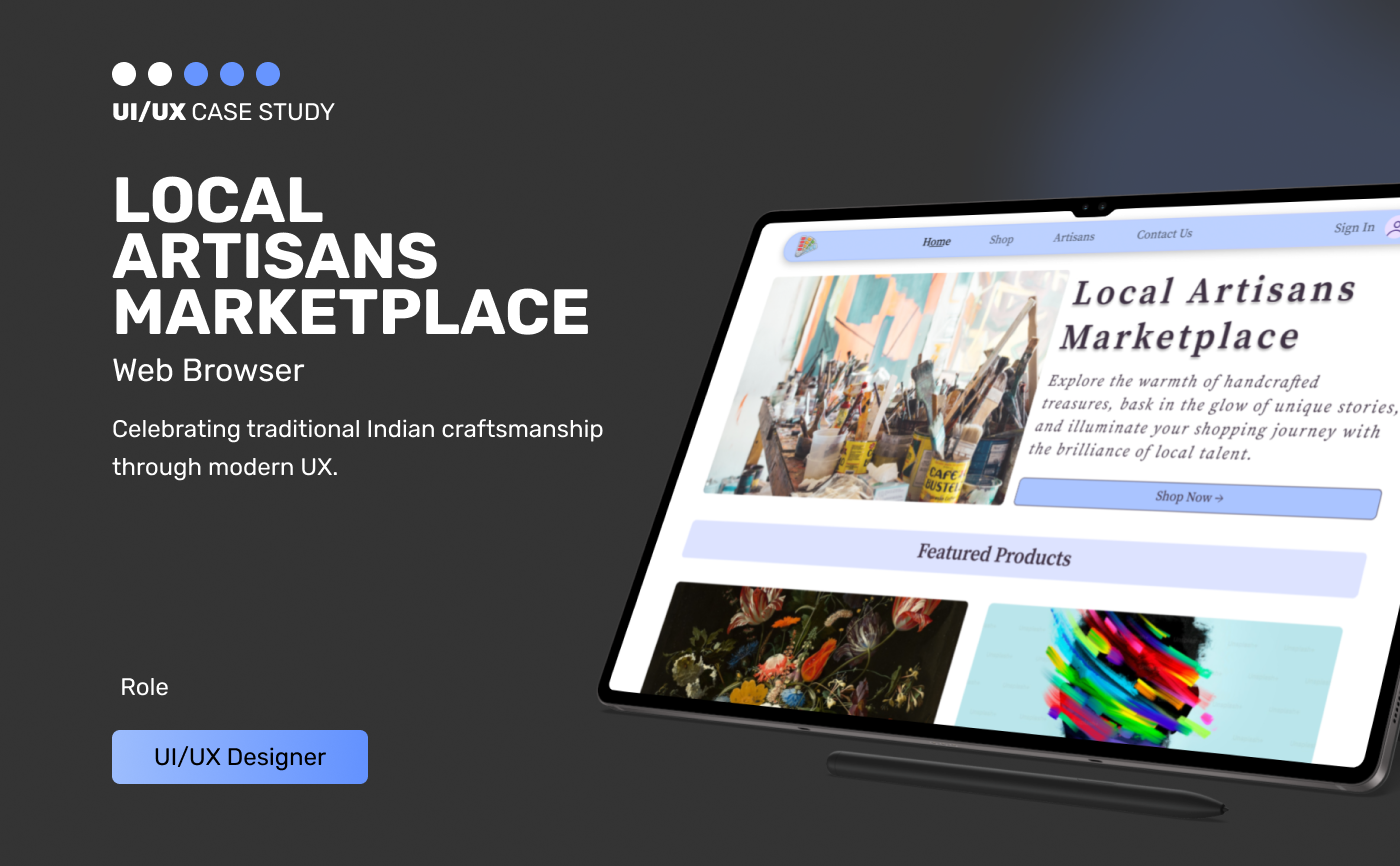 UI/UX CASE STUDY
LOCAL
ARTISANS
MARKETPLACE
Web Browser
Celebrating traditional Indian craftsmanship
through modern UX.
Role
UI/UX Designer
Home Shop Artisans Contact Us Sign In
Local Artisans
Marketplace
Explore the warmth of handcrafted
treasures, bask in the glow of unique stories,
and illuminate your shopping journey with
the brilliance of local talent.
CAFE
BUSTEL
Shop Now →
Featured Products